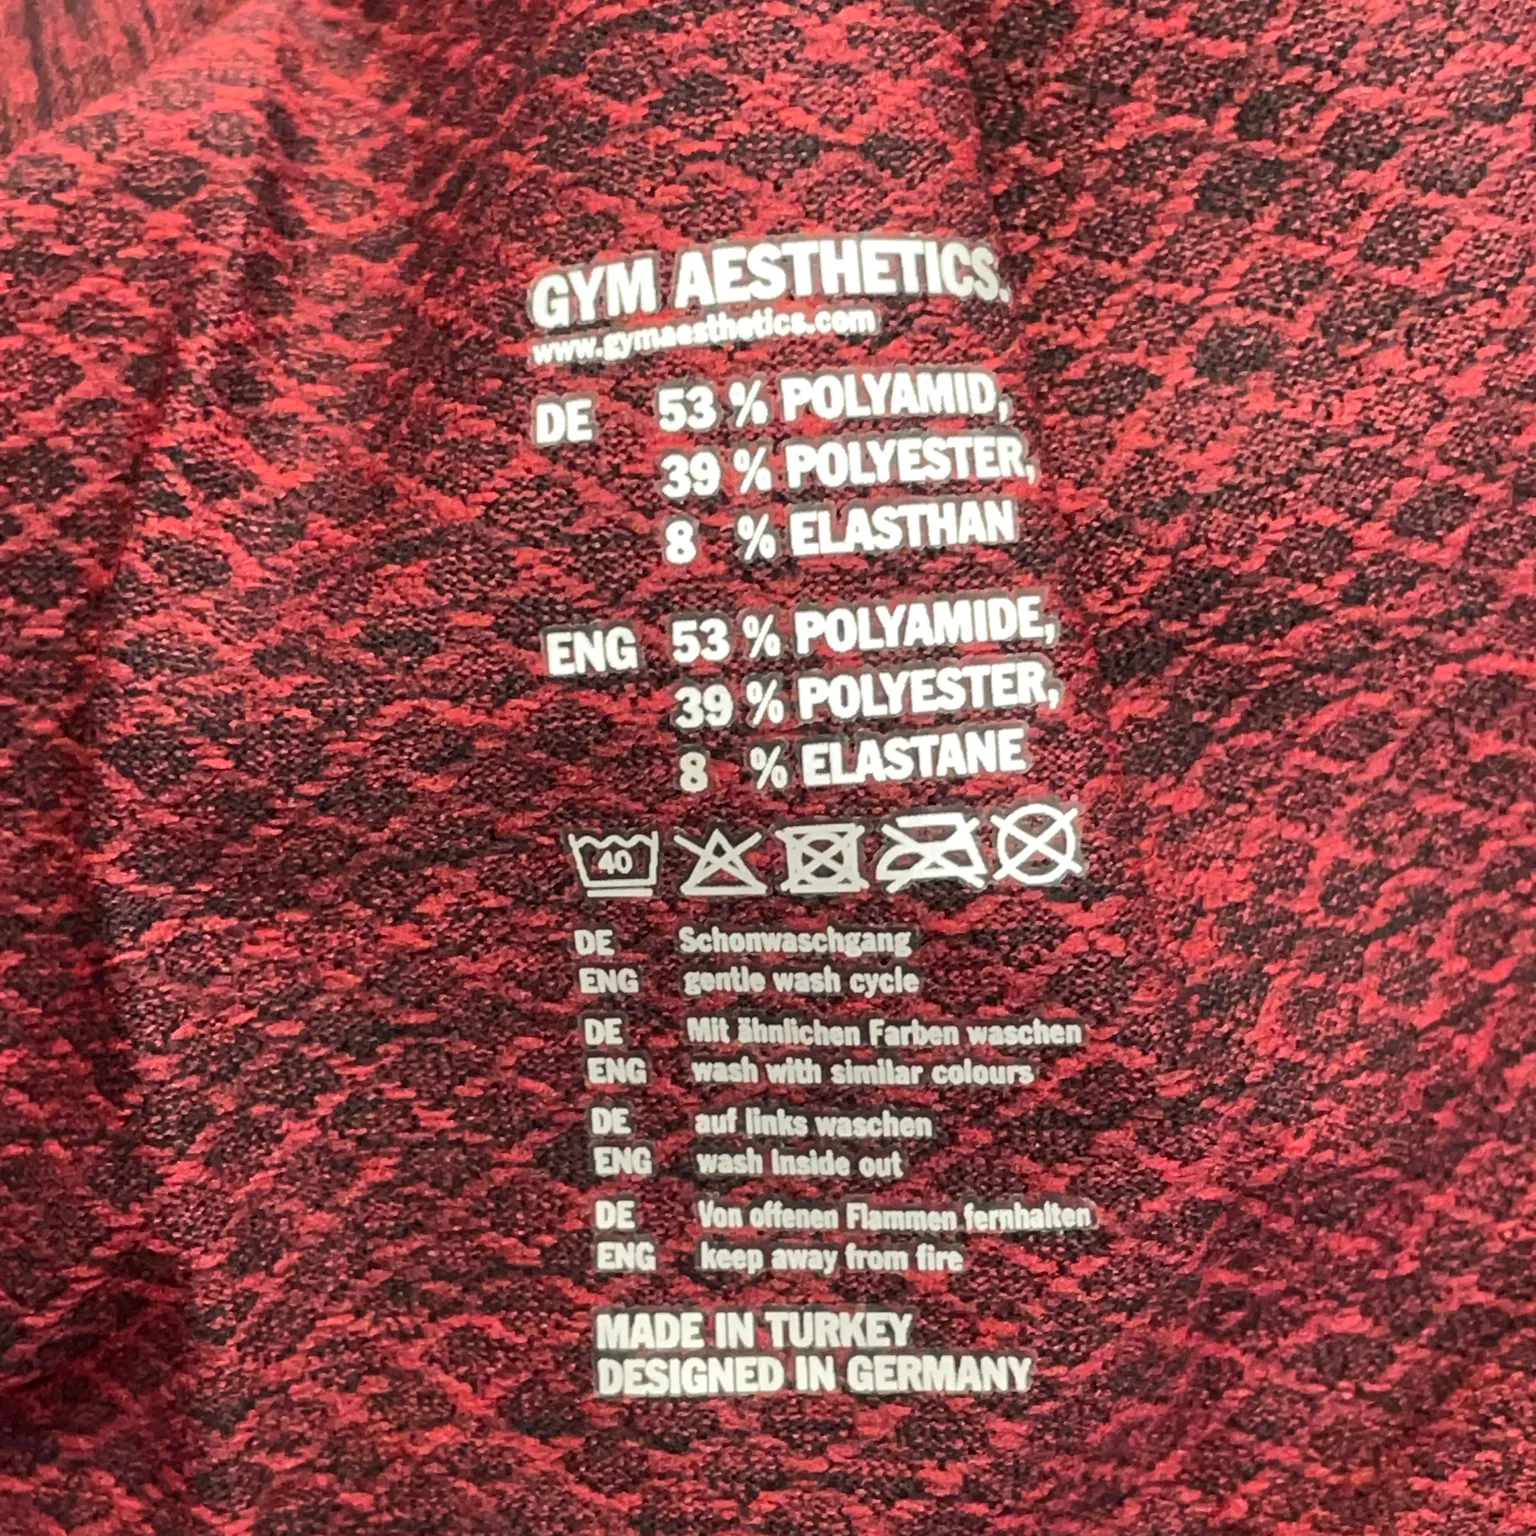 GYM AESTHETICS.
www.gymaesthetics.com
DE 53 % POLYAMID,
39 % POLYESTER,
8 % ELASTHAN
ENG 53 % POLYAMIDE,
39 % POLYESTER,
8 % ELASTANE
40
DE Schonwaschgang
ENG gentle wash cycle
DE Mit ähnlichen Farben waschen
ENG wash with similar colours
DE auf links waschen
ENG wash inside out
DE Von offenen Flammen fernhalten
ENG keep away from fire
MADE IN TURKEY
DESIGNED IN GERMANY